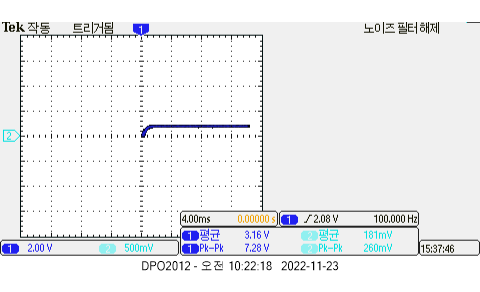 Tek 작동 트리거됨 1 노이즈 필터 해제
2
4.00ms 0.00000 s 1 2.08 V 100.000 Hz
1 평균 3.16 V 2 평균 181mV
1 2.00 V 2 500mV 1 Pk-Pk 7.28 V 2 Pk-Pk 260mV 15:37:46
DPO2012 - 오전 10:22:18 2022-11-23